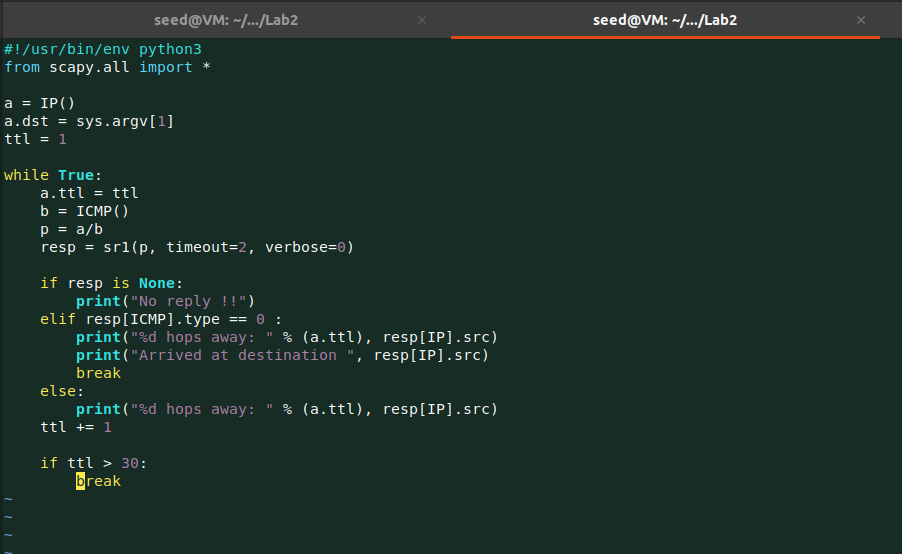 seed@VM: ~/.../Lab2 × seed@VM: ~/.../Lab2 ×
#!/usr/bin/env python3
from scapy.all import *

a = IP()
a.dst = sys.argv[1]
ttl = 1

while True:
    a.ttl = ttl
    b = ICMP()
    p = a/b
    resp = sr1(p, timeout=2, verbose=0)

    if resp is None:
        print("No reply !!")
    elif resp[ICMP].type == 0 :
        print("%d hops away: " % (a.ttl), resp[IP].src)
        print("Arrived at destination ", resp[IP].src)
        break
    else:
        print("%d hops away: " % (a.ttl), resp[IP].src)
    ttl += 1

    if ttl > 30:
        break
~
~
~
~